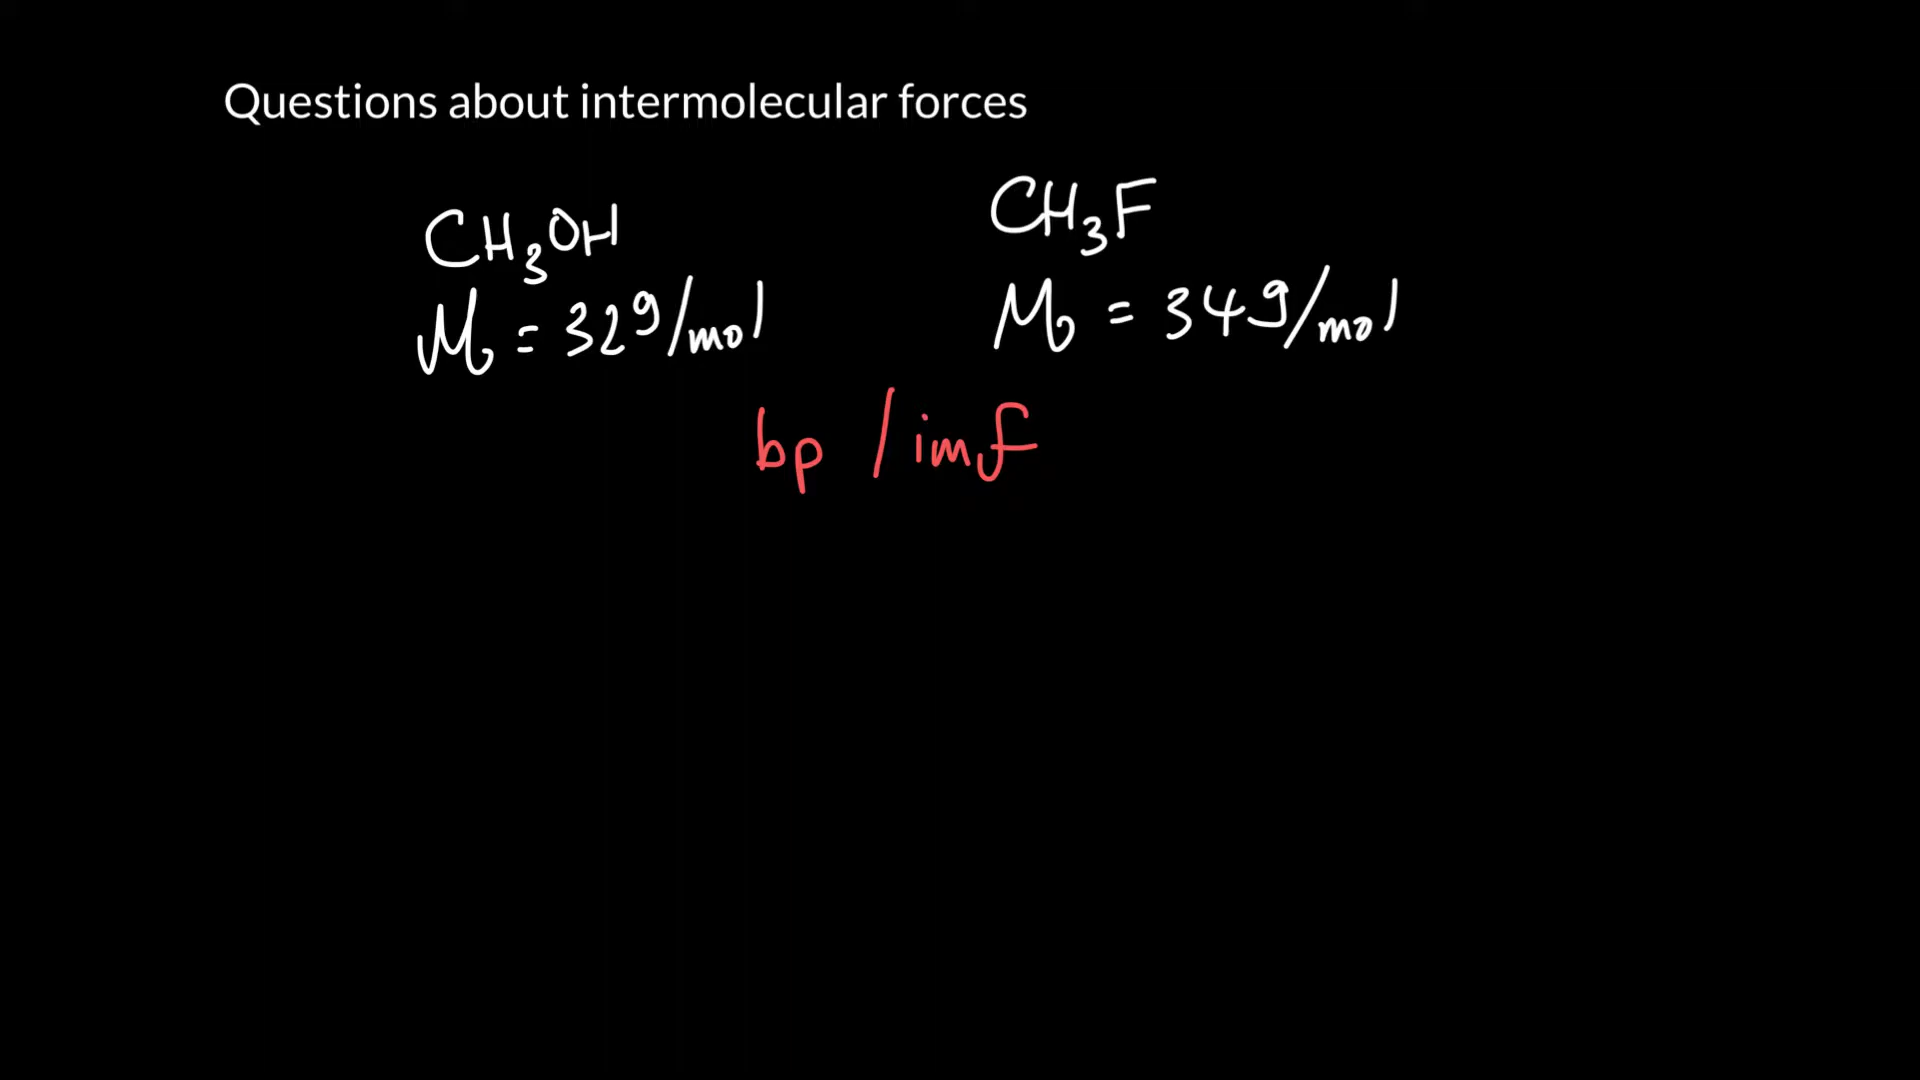 Questions about intermolecular forces
CH₃OH
CH₃F
M = 32g/mol
M = 34g/mol
bp / imf